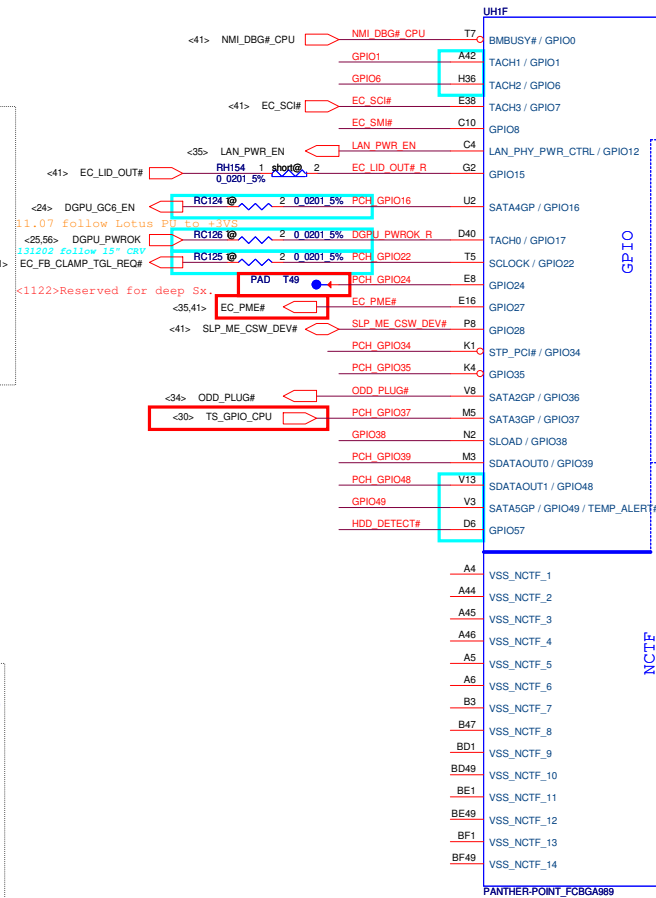 UH1F
<41> NMI_DBG#_CPU NMI_DBG#_CPU T7 BMBUSY# / GPIO0
GPIO1 A42 TACH1 / GPIO1
GPIO6 H36 TACH2 / GPIO6
<41> EC_SCI# EC_SCI# E38 TACH3 / GPIO7
EC_SMI# C10 GPIO8
<35> LAN_PWR_EN LAN_PWR_EN C4 LAN_PHY_PWR_CTRL / GPIO12
<41> EC_LID_OUT# RH154 1 short@ 2 EC_LID_OUT#_R G2 GPIO15
0_0201_5%
<24> DGPU_GC6_EN RC124 1@ 2 0_0201_5% PCH_GPIO16 U2 SATA4GP / GPIO16
11.07 follow Lotus PU to +3VS
<25,56> DGPU_PWROK RC126 1@ 2 0_0201_5% DGPU_PWROK_R D40 TACH0 / GPIO17
131202 follow 15" CRV
EC_FB_CLAMP_TGL_REQ# RC125 1@ 2 0_0201_5% PCH_GPIO22 T5 SCLOCK / GPIO22
PAD T49 PCH_GPIO24 E8 GPIO24
<1122>Reserved for deep Sx.
<35,41> EC_PME# EC_PME# E16 GPIO27
<41> SLP_ME_CSW_DEV# SLP_ME_CSW_DEV# P8 GPIO28
PCH_GPIO34 K1 STP_PCI# / GPIO34
PCH_GPIO35 K4 GPIO35
<34> ODD_PLUG# ODD_PLUG# V8 SATA2GP / GPIO36
<30> TS_GPIO_CPU PCH_GPIO37 M5 SATA3GP / GPIO37
GPIO38 N2 SLOAD / GPIO38
PCH_GPIO39 M3 SDATAOUT0 / GPIO39
PCH_GPIO48 V13 SDATAOUT1 / GPIO48
GPIO49 V3 SATA5GP / GPIO49 / TEMP_ALERT#
HDD_DETECT# D6 GPIO57
GPIO
A4 VSS_NCTF_1
A44 VSS_NCTF_2
A45 VSS_NCTF_3
A46 VSS_NCTF_4
A5 VSS_NCTF_5
A6 VSS_NCTF_6
B3 VSS_NCTF_7
B47 VSS_NCTF_8
BD1 VSS_NCTF_9
BD49 VSS_NCTF_10
BE1 VSS_NCTF_11
BE49 VSS_NCTF_12
BF1 VSS_NCTF_13
BF49 VSS_NCTF_14
NCTF
PANTHER-POINT_FCBGA989